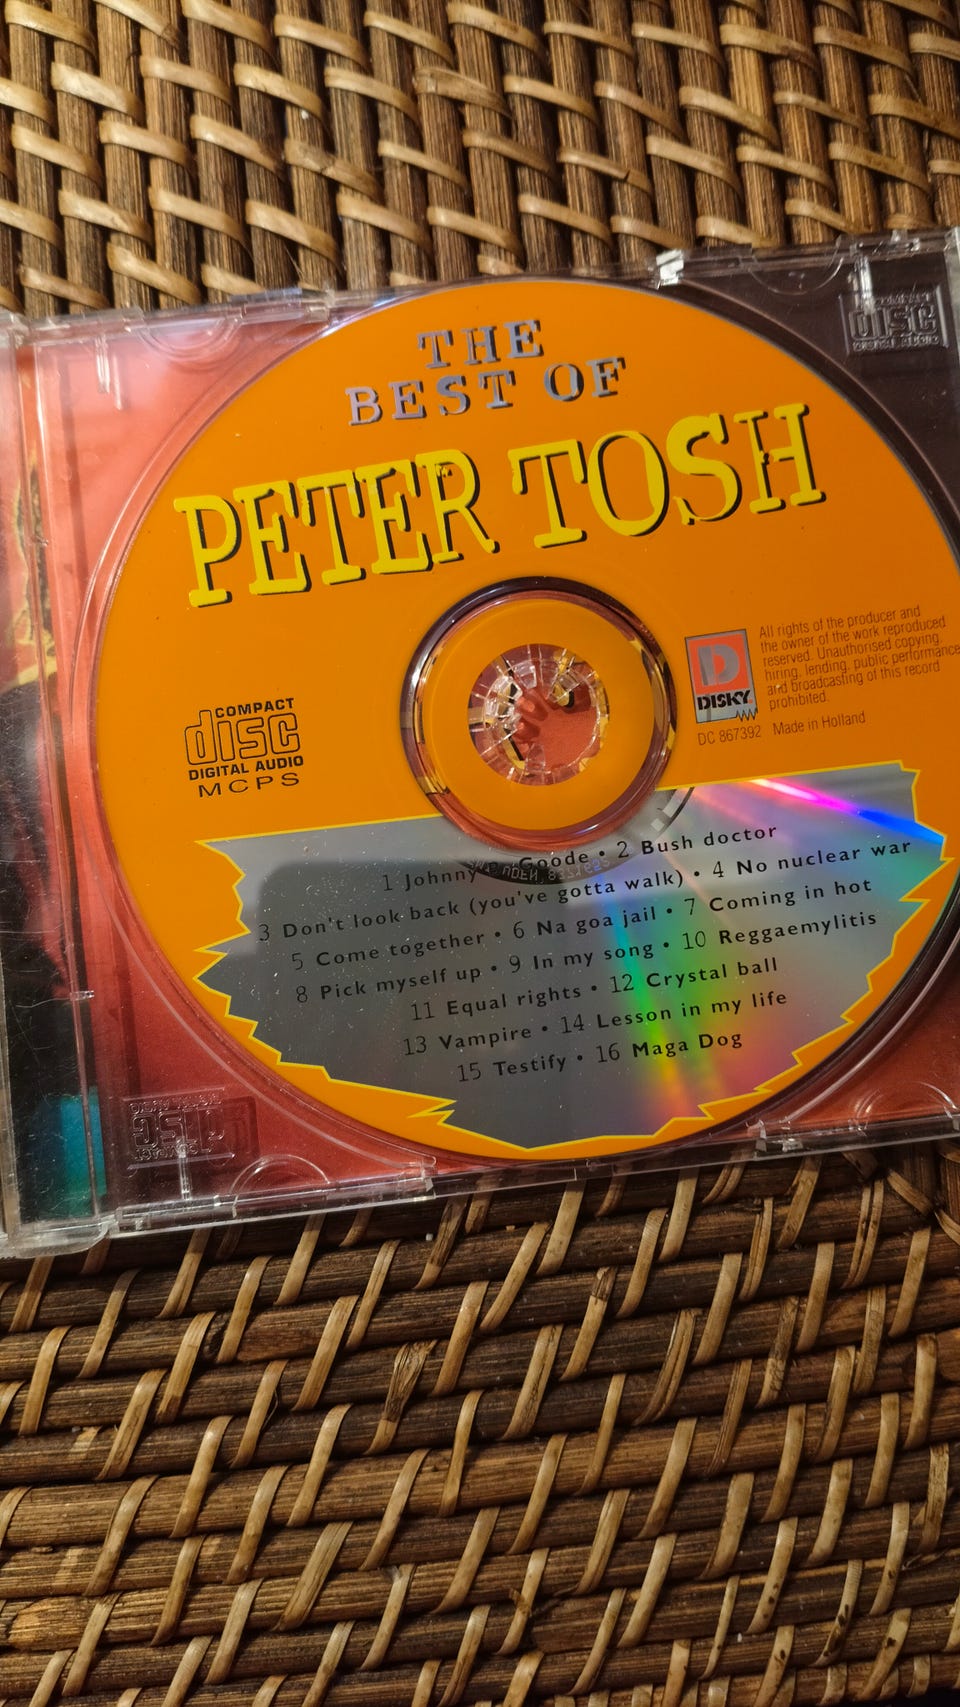 THE
BEST OF
PETER TOSH
COMPACT
disc
DIGITAL AUDIO
MCPS
D
DISKY
All rights of the producer and
the owner of the work reproduced
reserved. Unauthorised copying,
hiring, lending, public performance
and broadcasting of this record
prohibited.
DC 867392 Made in Holland
1 Johnny Goode • 2 Bush doctor
3 Don't look back (you've gotta walk) • 4 No nuclear war
5 Come together • 6 Na goa jail • 7 Coming in hot
8 Pick myself up • 9 In my song • 10 Reggaemylitis
11 Equal rights • 12 Crystal ball
13 Vampire • 14 Lesson in my life
15 Testify • 16 Maga Dog
COMPACT
disc
DIGITAL AUDIO